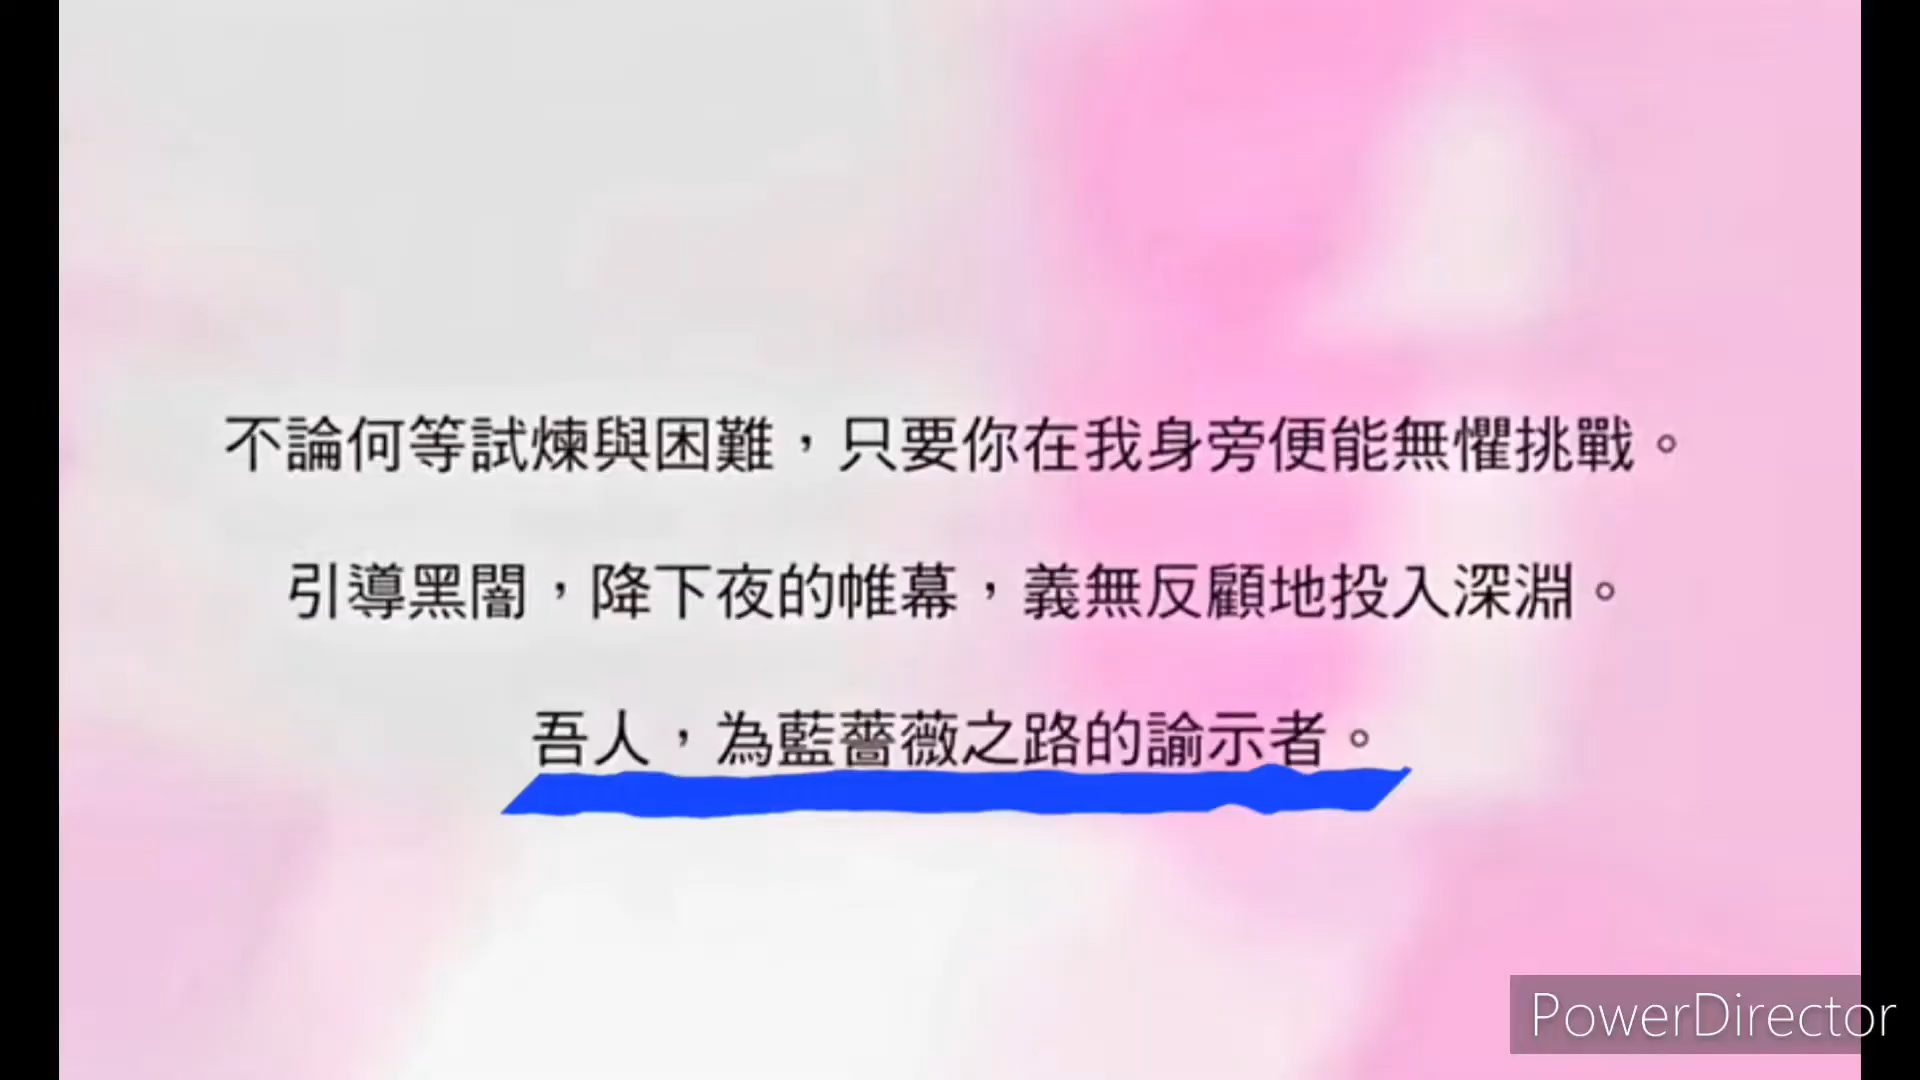 不論何等試煉與困難，只要你在我身旁便能無懼挑戰。
引導黑闇，降下夜的帷幕，義無反顧地投入深淵。
吾人，為藍薔薇之路的諭示者。
PowerDirector